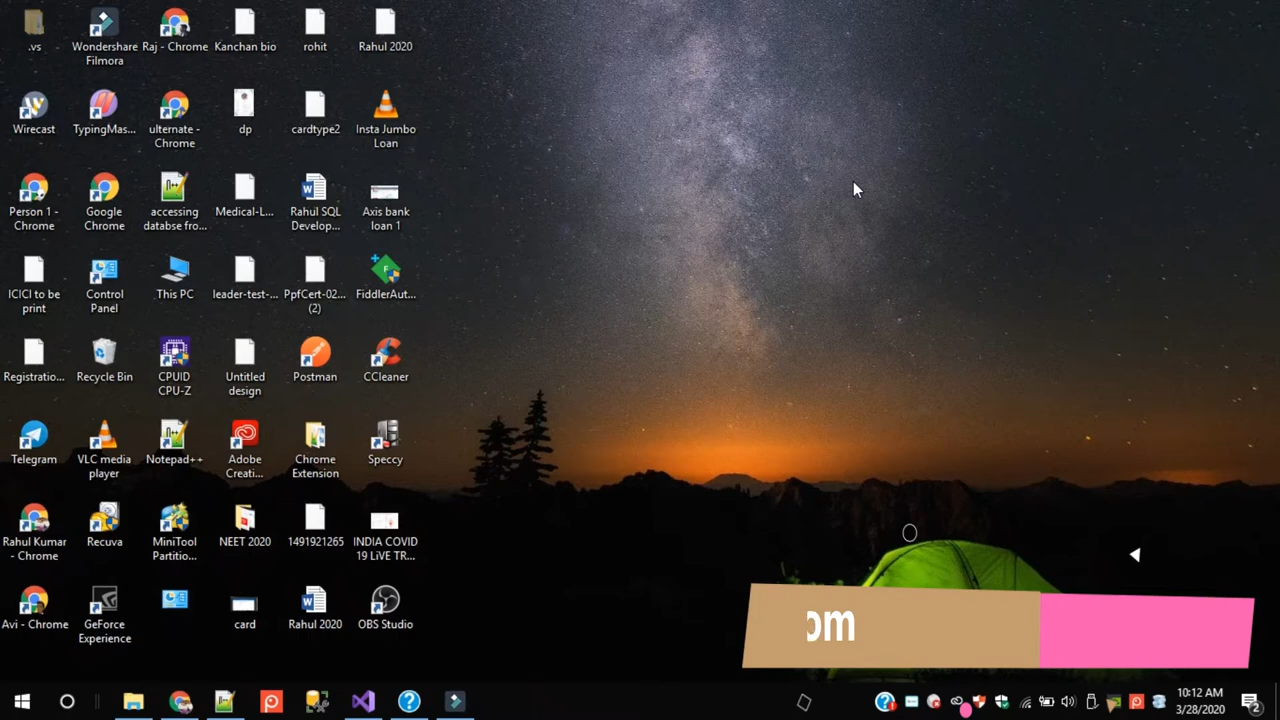 .vs
Wondershare
Filmora
Raj - Chrome
Kanchan bio
rohit
Rahul 2020
Wirecast
TypingMas...
ulternate -
Chrome
dp
cardtype2
Insta Jumbo
Loan
Person 1 -
Chrome
Google
Chrome
accessing
databse fro...
Medical-L...
Rahul SQL
Develop...
Axis bank
loan 1
ICICI to be
print
Control
Panel
This PC
leader-test-...
PpfCert-02...
(2)
FiddlerAut...
Registratio...
Recycle Bin
CPUID
CPU-Z
Untitled
design
Postman
CCleaner
Telegram
VLC media
player
Notepad++
Adobe
Creati...
Chrome
Extension
Speccy
Rahul Kumar
- Chrome
Recuva
MiniTool
Partitio...
NEET 2020
1491921265
INDIA COVID
19 LiVE TR...
Avi - Chrome
GeForce
Experience
card
Rahul 2020
OBS Studio
om
10:12 AM
3/28/2020
2